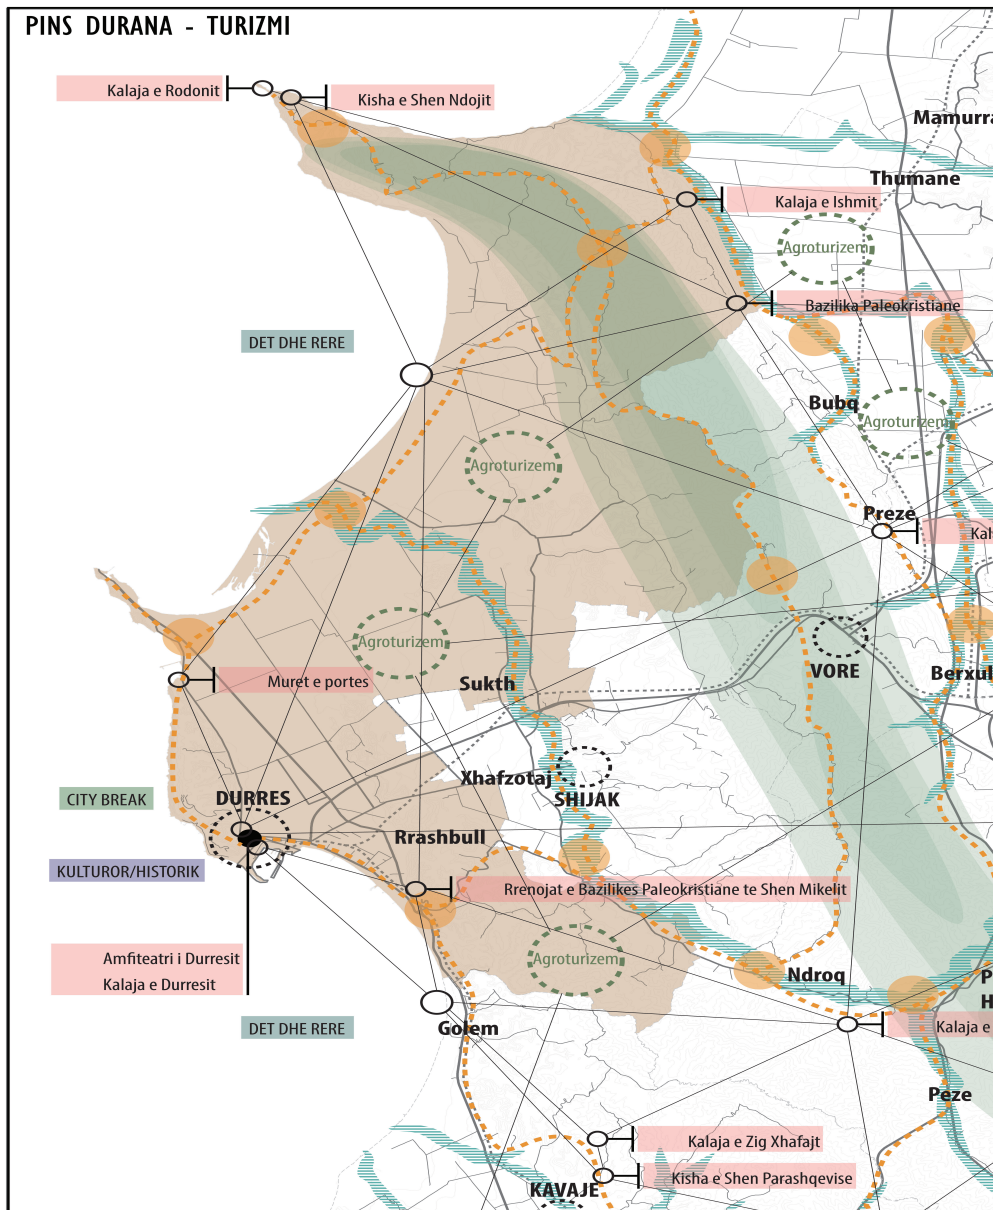 PINS DURANA - TURIZMI
Kalaja e Rodonit
Kisha e Shen Ndojit
Mamurra
Thumane
Kalaja e Ishmit
Agroturizem
Bazilika Paleokristiane
DET DHE RERE
Bubq
Agroturizem
Agroturizem
Preze
Kal
Agroturizem
VORE
Berxul
Muret e portes
Sukth
Xhafzotaj
SHIJAK
CITY BREAK
DURRES
Rrashbull
KULTUROR/HISTORIK
Rrenojat e Bazilikes Paleokristiane te Shen Mikelit
Amfiteatri i Durresit
Kalaja e Durresit
Agroturizem
Ndroq
P
H
DET DHE RERE
Golem
Kalaja e
Peze
Kalaja e Zig Xhafajt
Kisha e Shen Parashqevise
KAVAJE